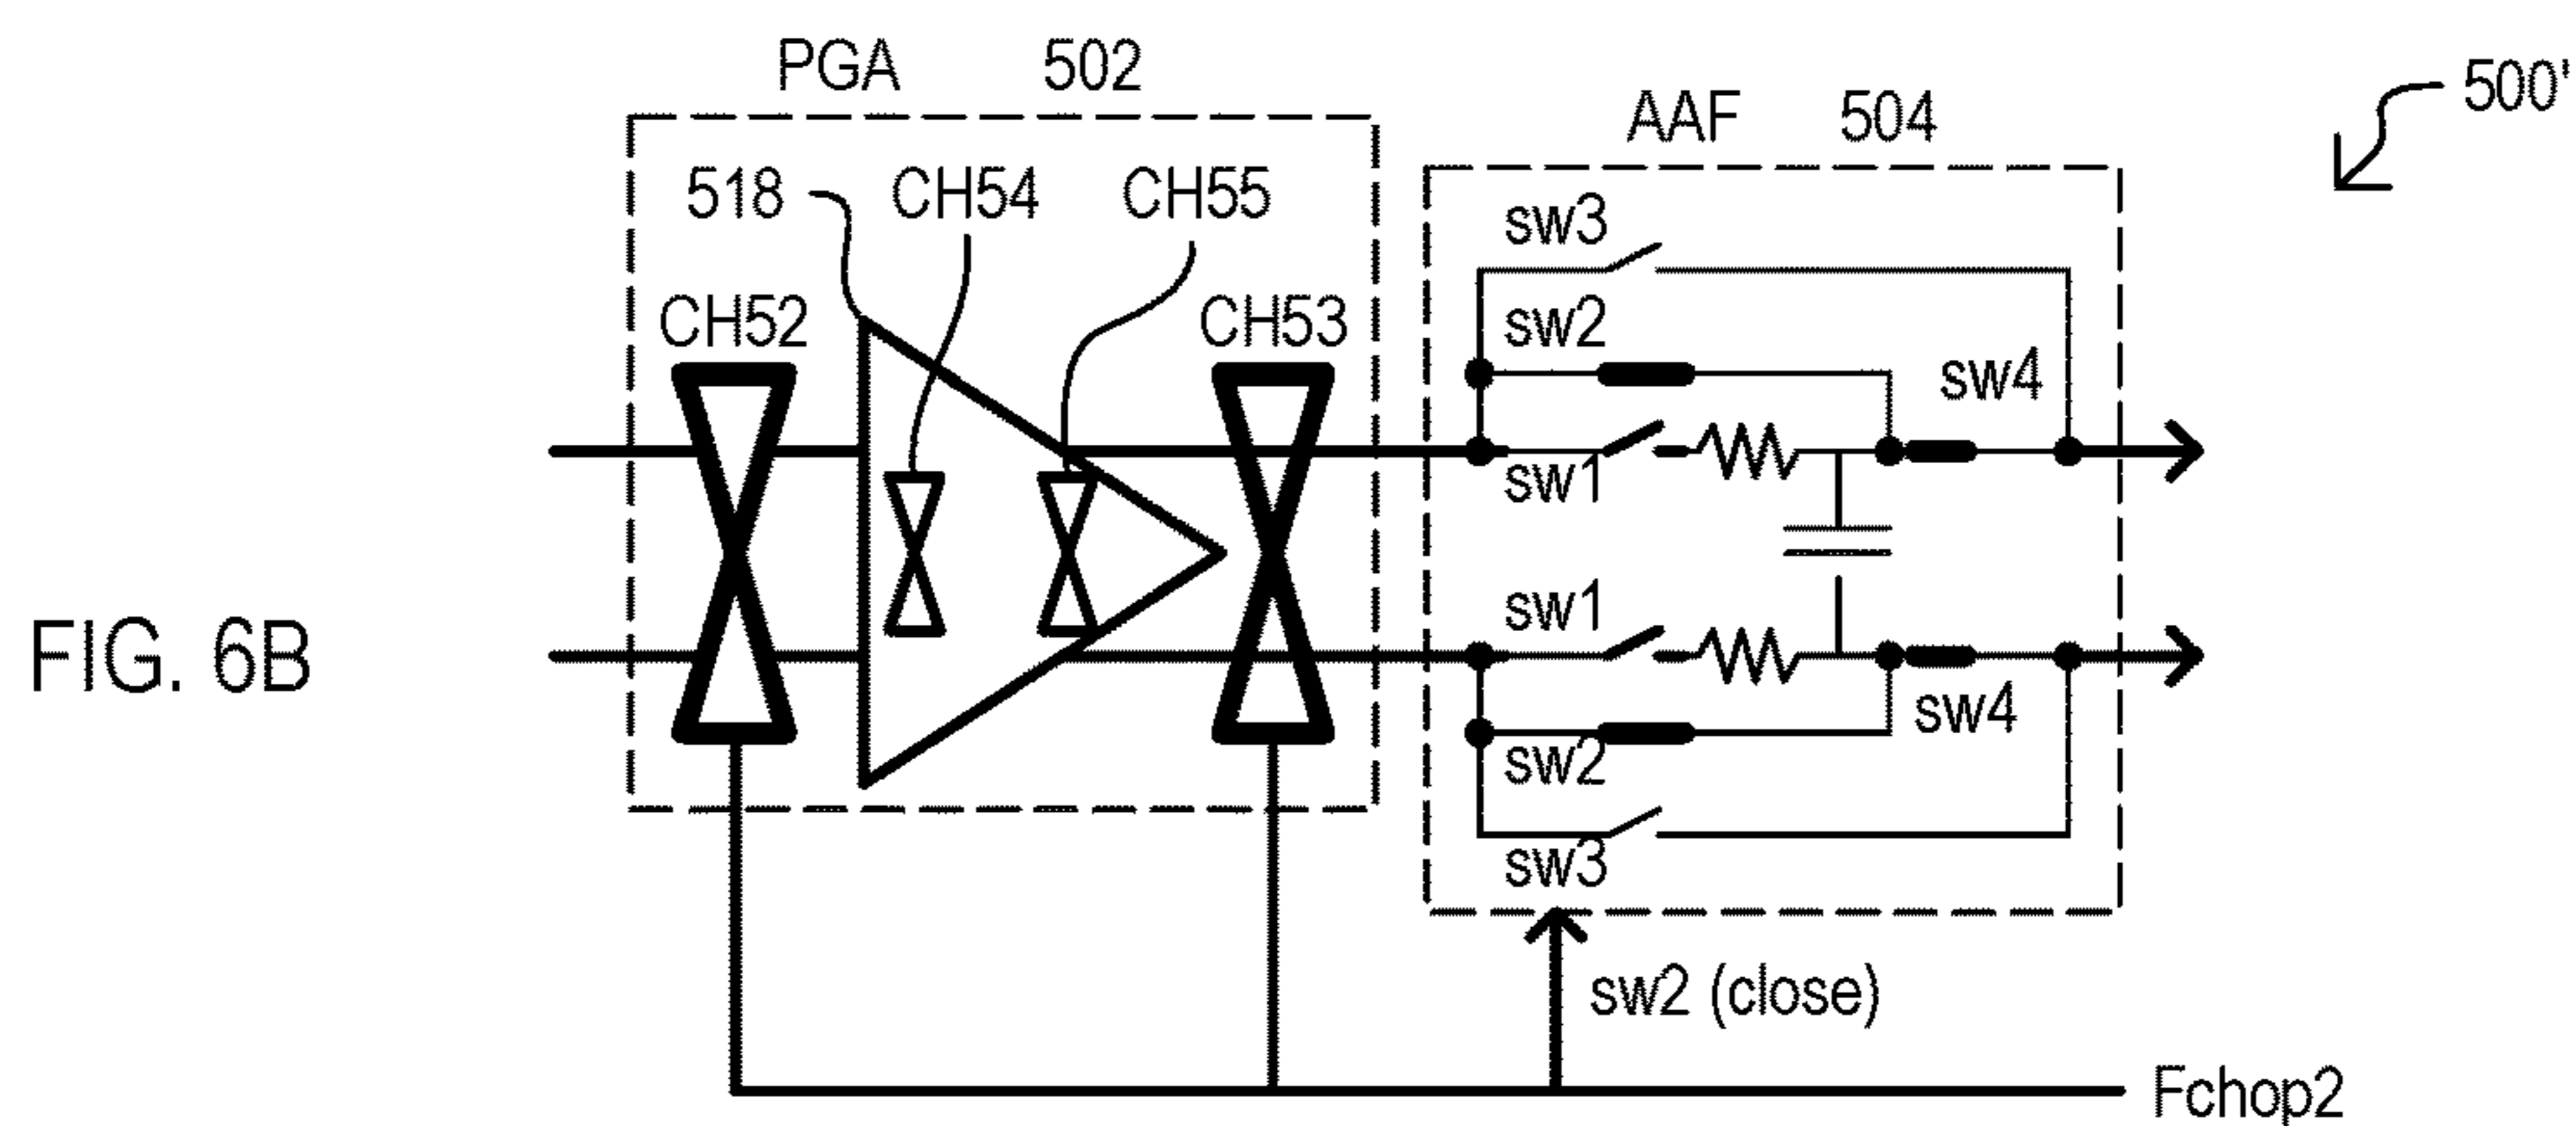 PGA 502
500'
AAF 504
518 CH54 CH55
sw3
CH52 CH53 sw2
sw4
sw1
sw1
FIG. 6B
sw4
sw2
sw3
sw2 (close)
Fchop2